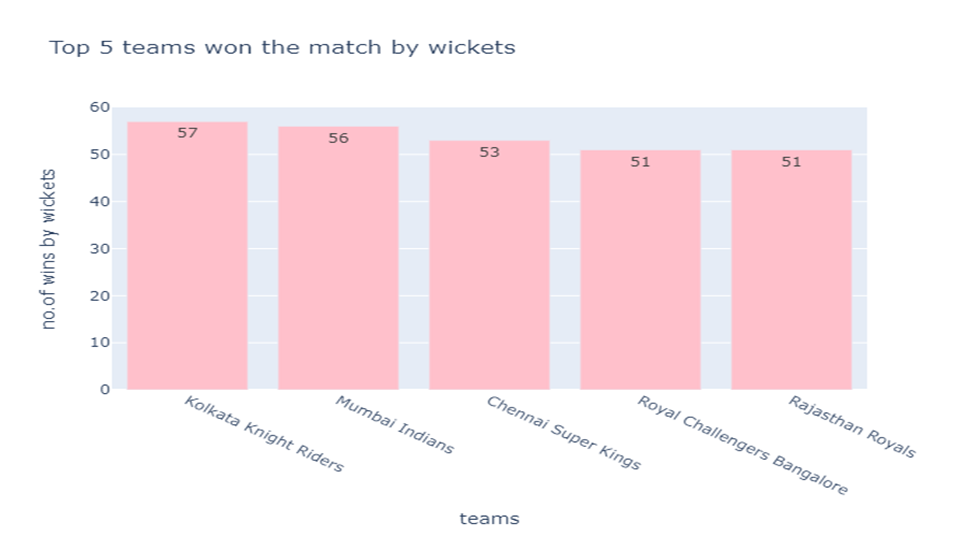 Top 5 teams won the match by wickets
60
50
40
30
20
10
0
no.of wins by wickets
57
56
53
51
51
Kolkata Knight Riders
Mumbai Indians
Chennai Super Kings
Royal Challengers Bangalore
Rajasthan Royals
teams